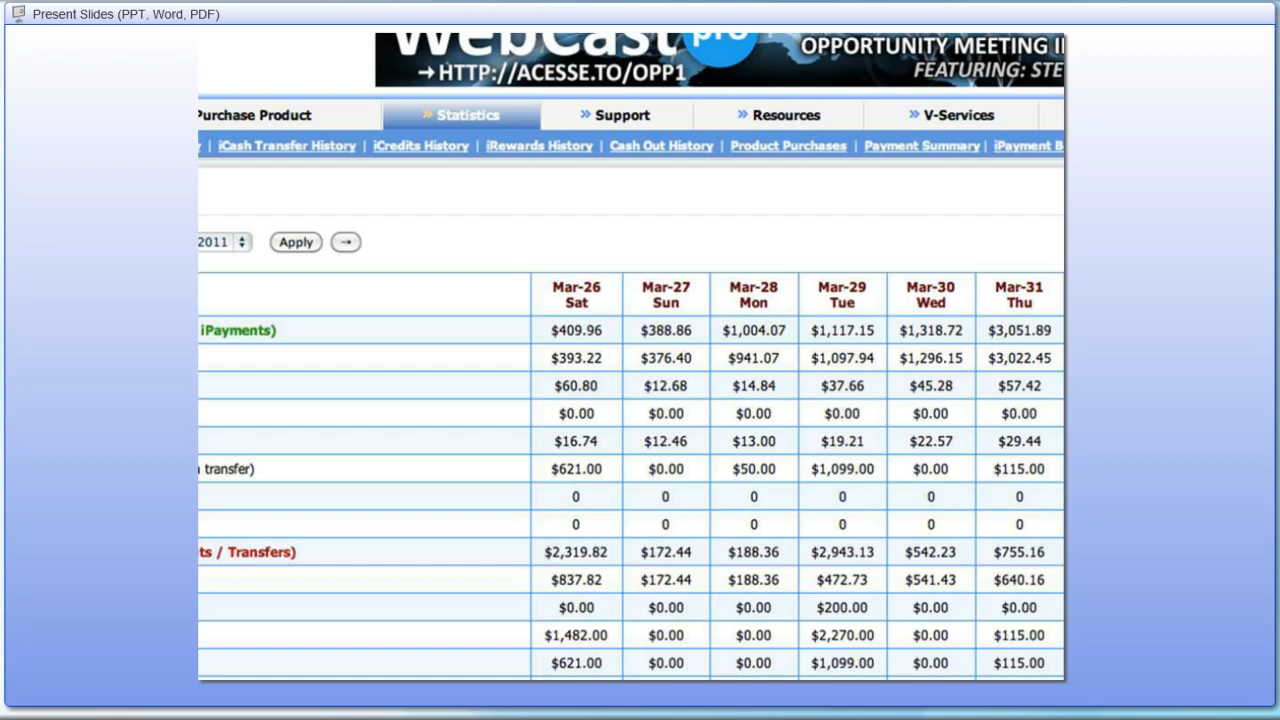 Present Slides (PPT, Word, PDF)
WebCast pro
OPPORTUNITY MEETING
→HTTP://ACESSE.TO/OPP1
FEATURING: STE
Purchase Product » Statistics » Support » Resources » V-Services
| iCash Transfer History | iCredits History | iRewards History | Cash Out History | Product Purchases | Payment Summary | iPayment B
2011 Apply →
Mar-26 Mar-27 Mar-28 Mar-29 Mar-30 Mar-31
Sat Sun Mon Tue Wed Thu
iPayments) $409.96 $388.86 $1,004.07 $1,117.15 $1,318.72 $3,051.89
$393.22 $376.40 $941.07 $1,097.94 $1,296.15 $3,022.45
$60.80 $12.68 $14.84 $37.66 $45.28 $57.42
$0.00 $0.00 $0.00 $0.00 $0.00 $0.00
$16.74 $12.46 $13.00 $19.21 $22.57 $29.44
transfer) $621.00 $0.00 $50.00 $1,099.00 $0.00 $115.00
0 0 0 0 0 0
0 0 0 0 0 0
ts / Transfers) $2,319.82 $172.44 $188.36 $2,943.13 $542.23 $755.16
$837.82 $172.44 $188.36 $472.73 $541.43 $640.16
$0.00 $0.00 $0.00 $200.00 $0.00 $0.00
$1,482.00 $0.00 $0.00 $2,270.00 $0.00 $115.00
$621.00 $0.00 $0.00 $1,099.00 $0.00 $115.00